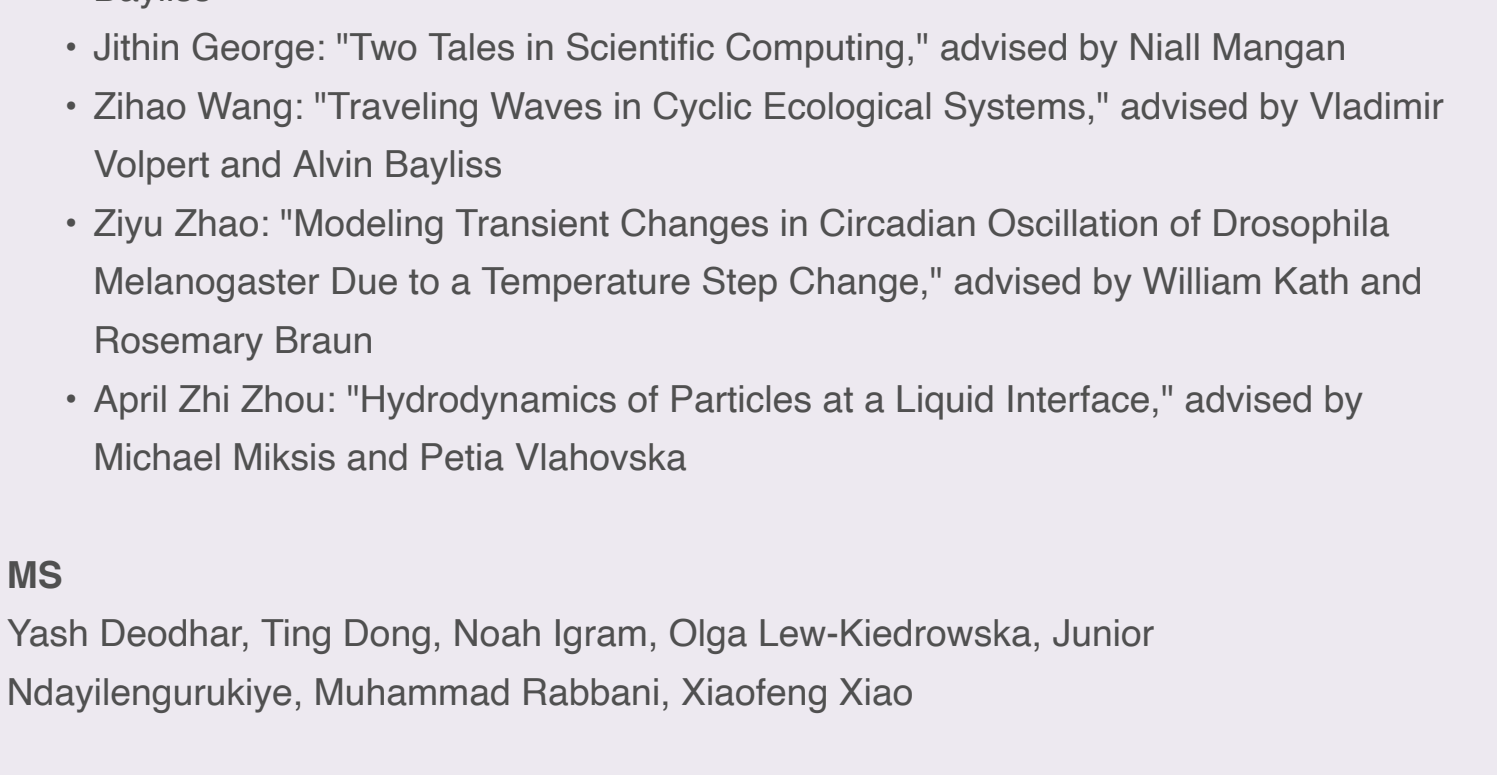 • Jithin George: "Two Tales in Scientific Computing," advised by Niall Mangan
• Zihao Wang: "Traveling Waves in Cyclic Ecological Systems," advised by Vladimir
Volpert and Alvin Bayliss
• Ziyu Zhao: "Modeling Transient Changes in Circadian Oscillation of Drosophila
Melanogaster Due to a Temperature Step Change," advised by William Kath and
Rosemary Braun
• April Zhi Zhou: "Hydrodynamics of Particles at a Liquid Interface," advised by
Michael Miksis and Petia Vlahovska
MS
Yash Deodhar, Ting Dong, Noah Igram, Olga Lew-Kiedrowska, Junior
Ndayilengurukiye, Muhammad Rabbani, Xiaofeng Xiao